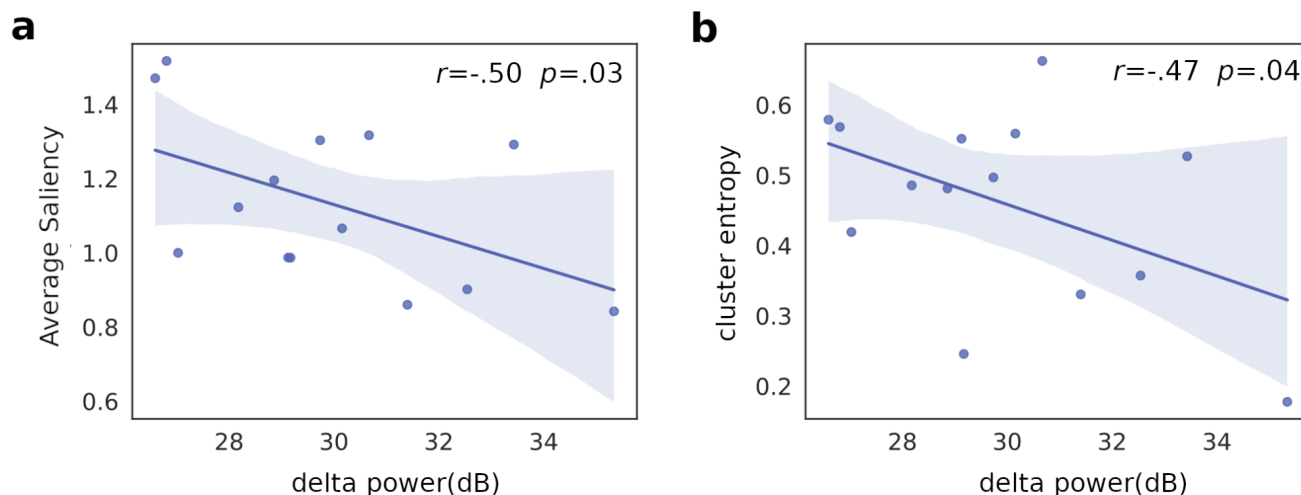 a
r=-.50 p=.03
1.4
1.2
1.0
0.8
0.6
Average Saliency
28 30 32 34
delta power(dB)
b
r=-.47 p=.04
0.6
0.5
0.4
0.3
0.2
cluster entropy
28 30 32 34
delta power(dB)